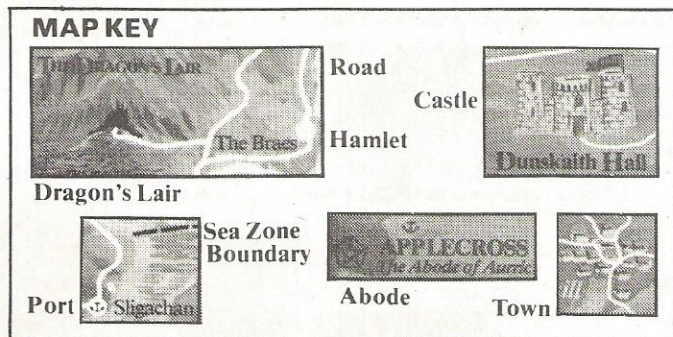 MAP KEY
THE DRAGON'S LAIR
The Braes
Road
Hamlet
Dragon's Lair
Castle
Dunskaith Hall
Sligachan
Port
Sea Zone
Boundary
APPLECROSS
The Abode of Aurric
Abode
Town